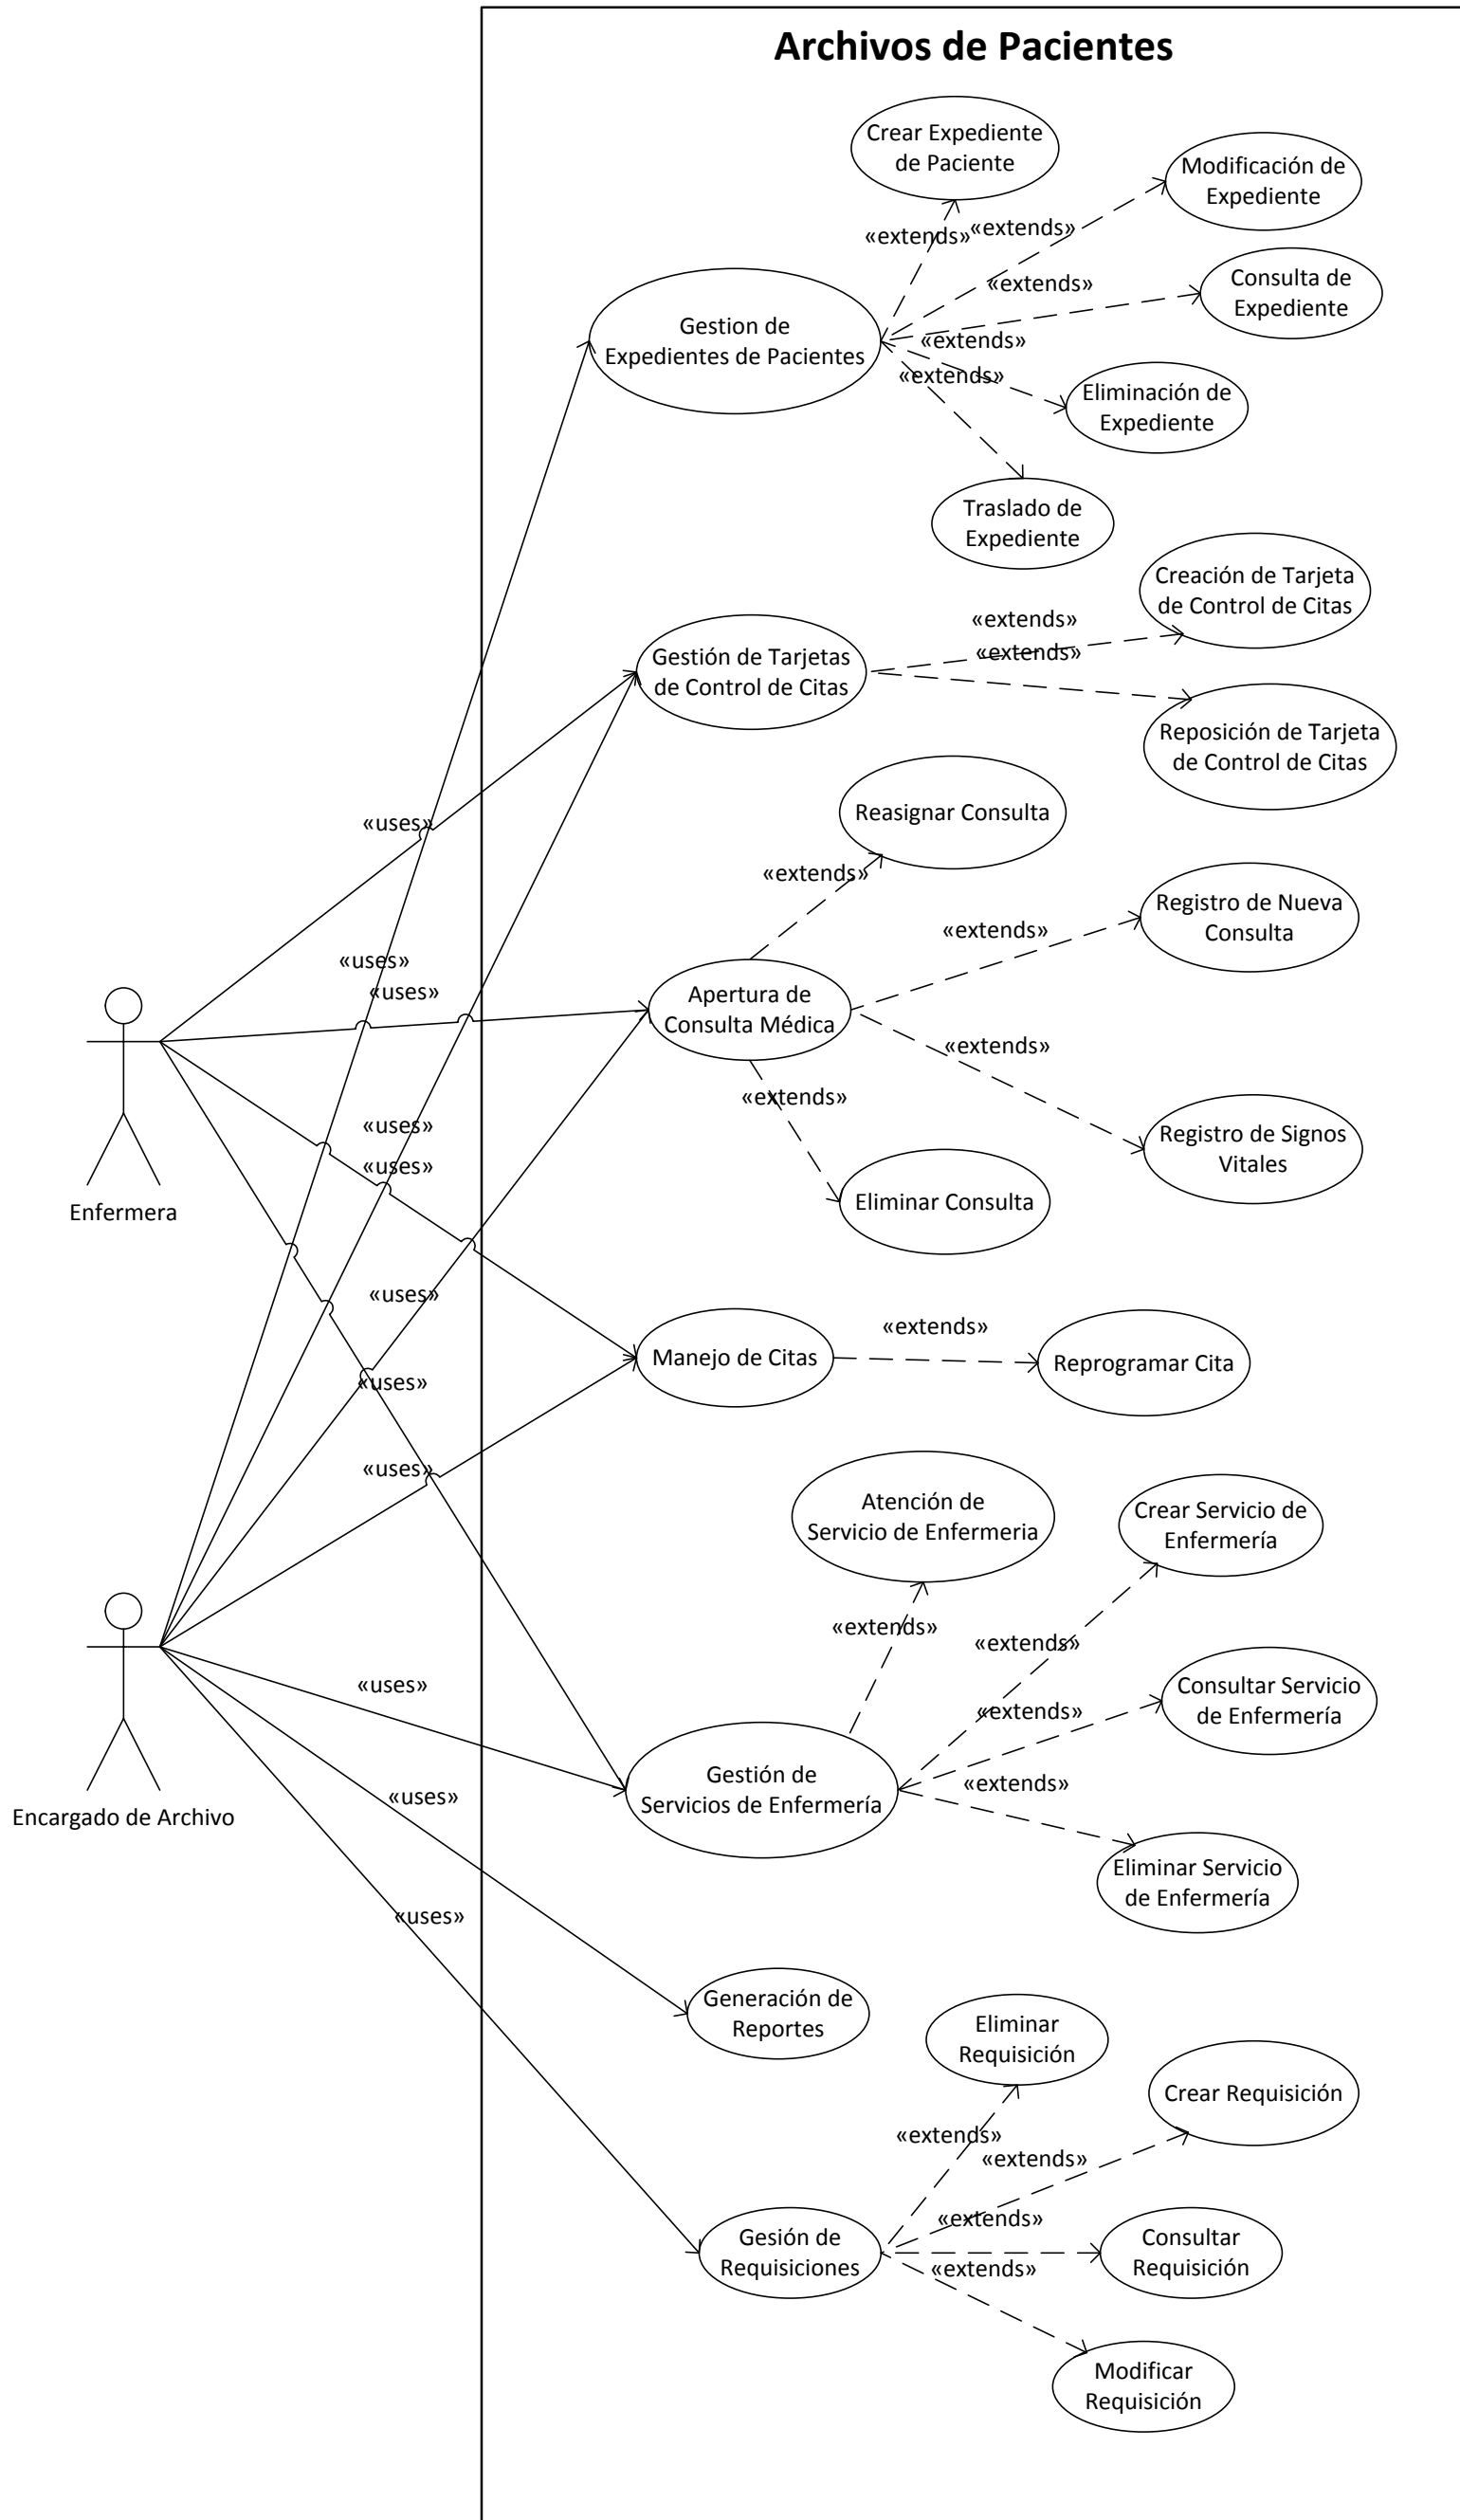 Archivos de Pacientes
Crear Expediente
de Paciente
Modificación de
Expediente
«extends»
«extends»
Consulta de
Expediente
«extends»
Gestion de
Expedientes de Pacientes
«extends»
«extends»
Eliminación de
Expediente
Traslado de
Expediente
Creación de Tarjeta
de Control de Citas
«extends»
Gestión de Tarjetas
de Control de Citas
«extends»
Reposición de Tarjeta
de Control de Citas
«uses»
Reasignar Consulta
«extends»
Registro de Nueva
Consulta
«extends»
«uses»
«uses»
Apertura de
Consulta Médica
«extends»
«extends»
«uses»
Registro de Signos
Vitales
«uses»
Enfermera
Eliminar Consulta
«uses»
«extends»
Manejo de Citas
Reprogramar Cita
«uses»
«uses»
Atención de
Servicio de Enfermeria
Crear Servicio de
Enfermería
«extends»
«extends»
«uses»
Consultar Servicio
de Enfermería
«extends»
Gestión de
Servicios de Enfermería
«extends»
«uses»
Encargado de Archivo
Eliminar Servicio
de Enfermería
«uses»
Generación de
Reportes
Eliminar
Requisición
Crear Requisición
«extends»
«extends»
«extends»
Gesión de
Requisiciones
Consultar
Requisición
«extends»
Modificar
Requisición